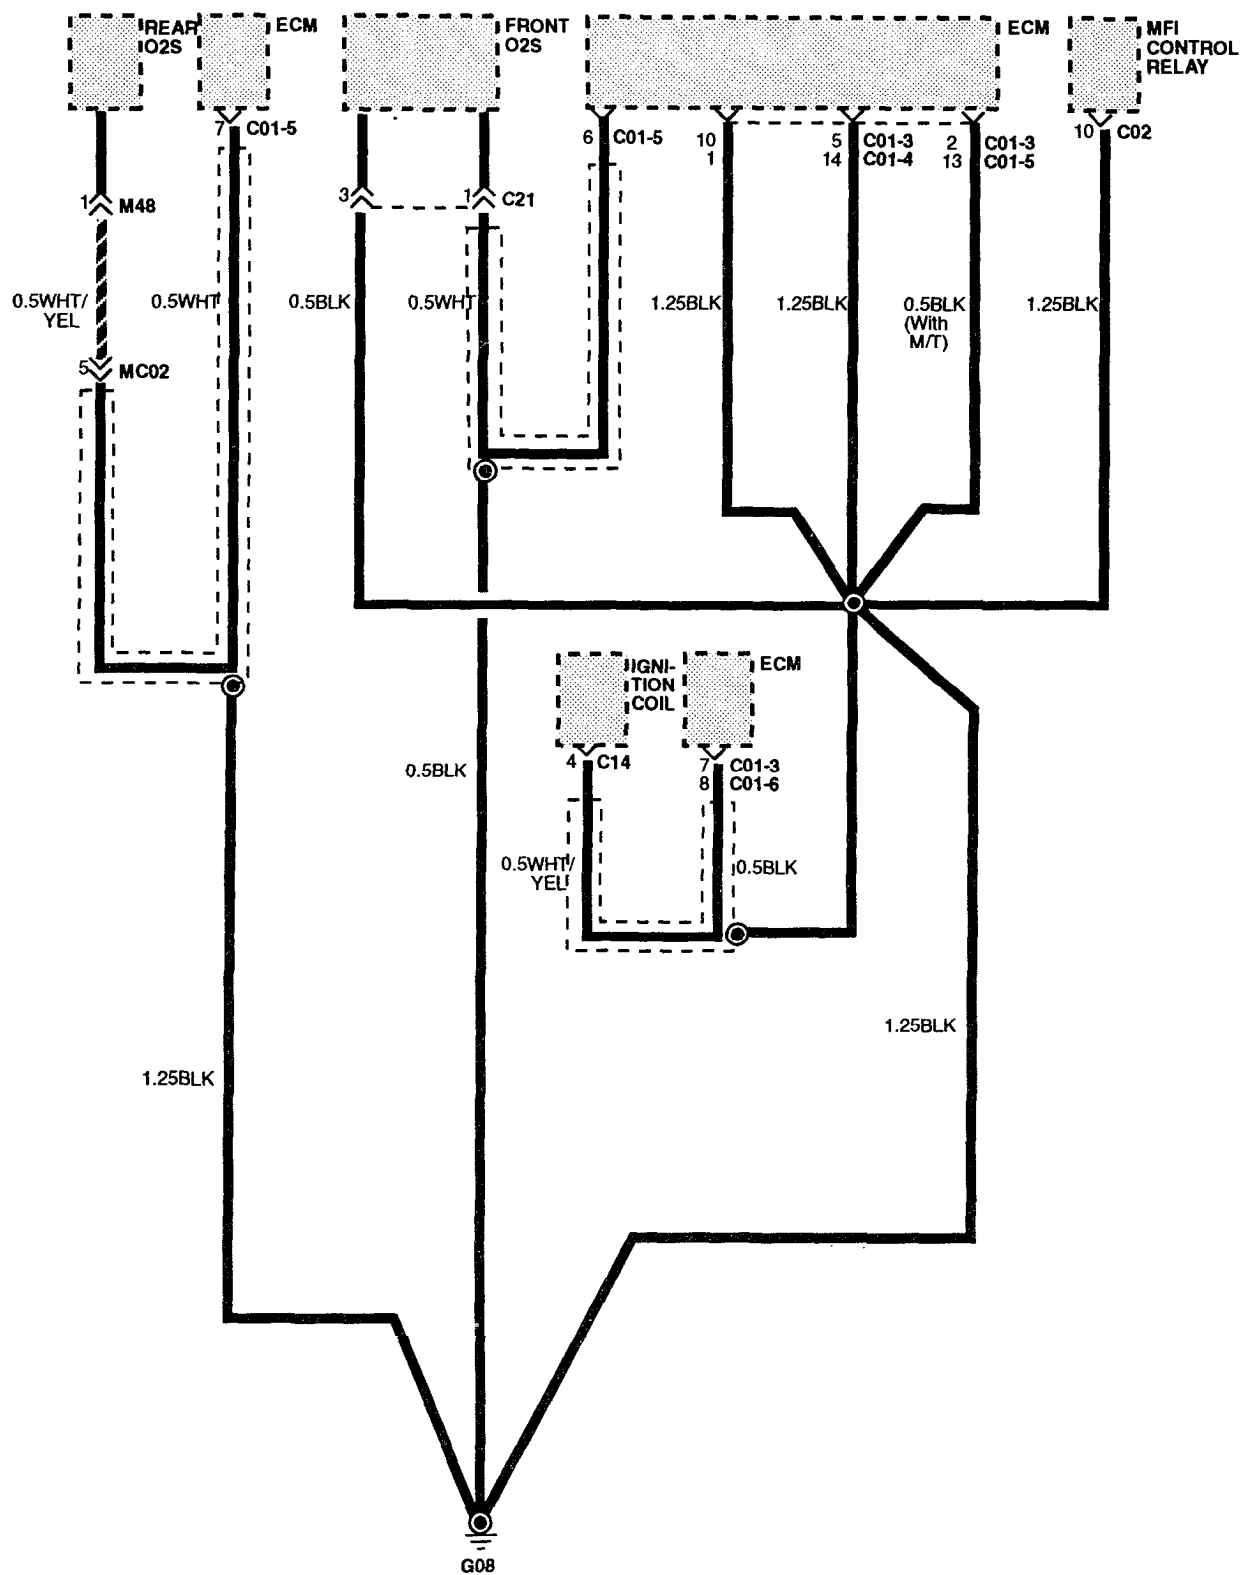 REAR
O2S
ECM
FRONT
O2S
ECM
MFI
CONTROL
RELAY
7 C01-5
6 C01-5
10
1
5 C01-3
14 C01-4
2 C01-3
13 C01-5
10 C02
1 M48
3
1 C21
0.5WHT/
YEL
0.5WHT
0.5BLK
0.5WHT
1.25BLK
1.25BLK
0.5BLK
(With
M/T)
1.25BLK
5 MC02
IGNI-
TION
COIL
ECM
4 C14
7 C01-3
8 C01-6
0.5BLK
0.5WHT/
YEL
0.5BLK
1.25BLK
1.25BLK
G08